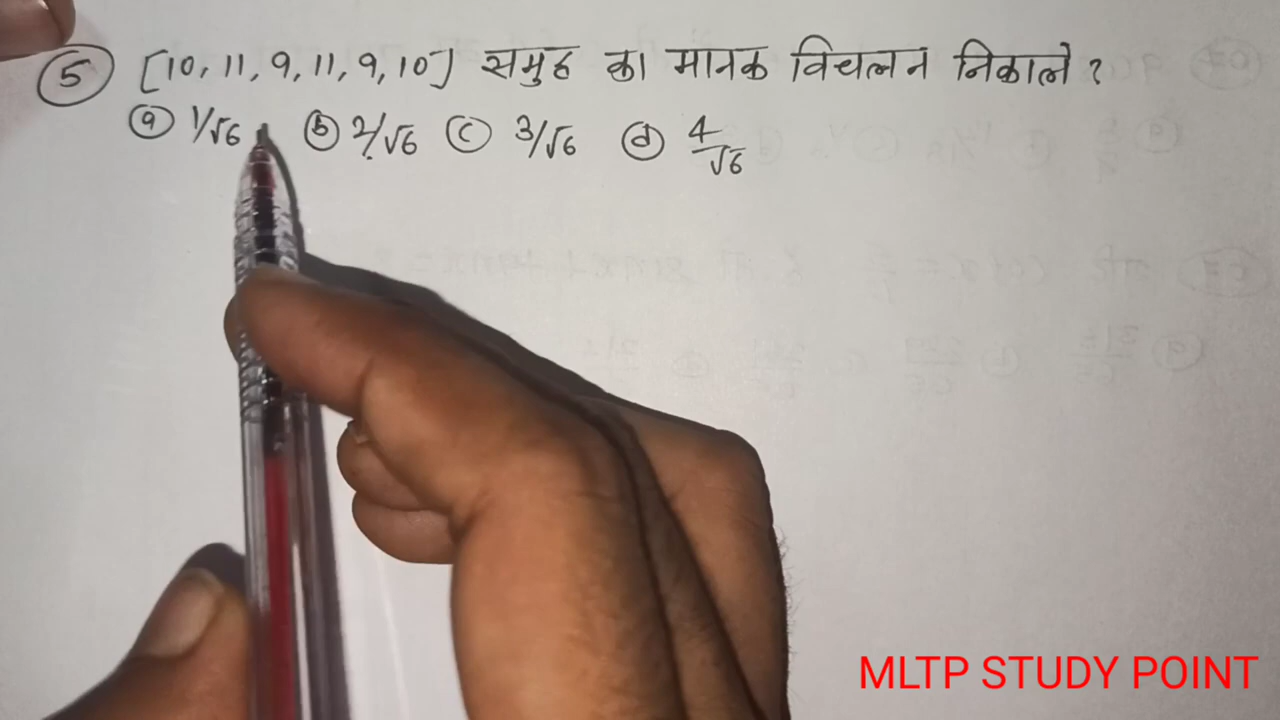 ⑤ [10, 11, 9, 11, 9, 10] समुह का मानक विचलन निकाले ?
ⓐ 1/√6 ⓑ 2/√6 ⓒ 3/√6 ⓓ 4/√6
MLTP STUDY POINT